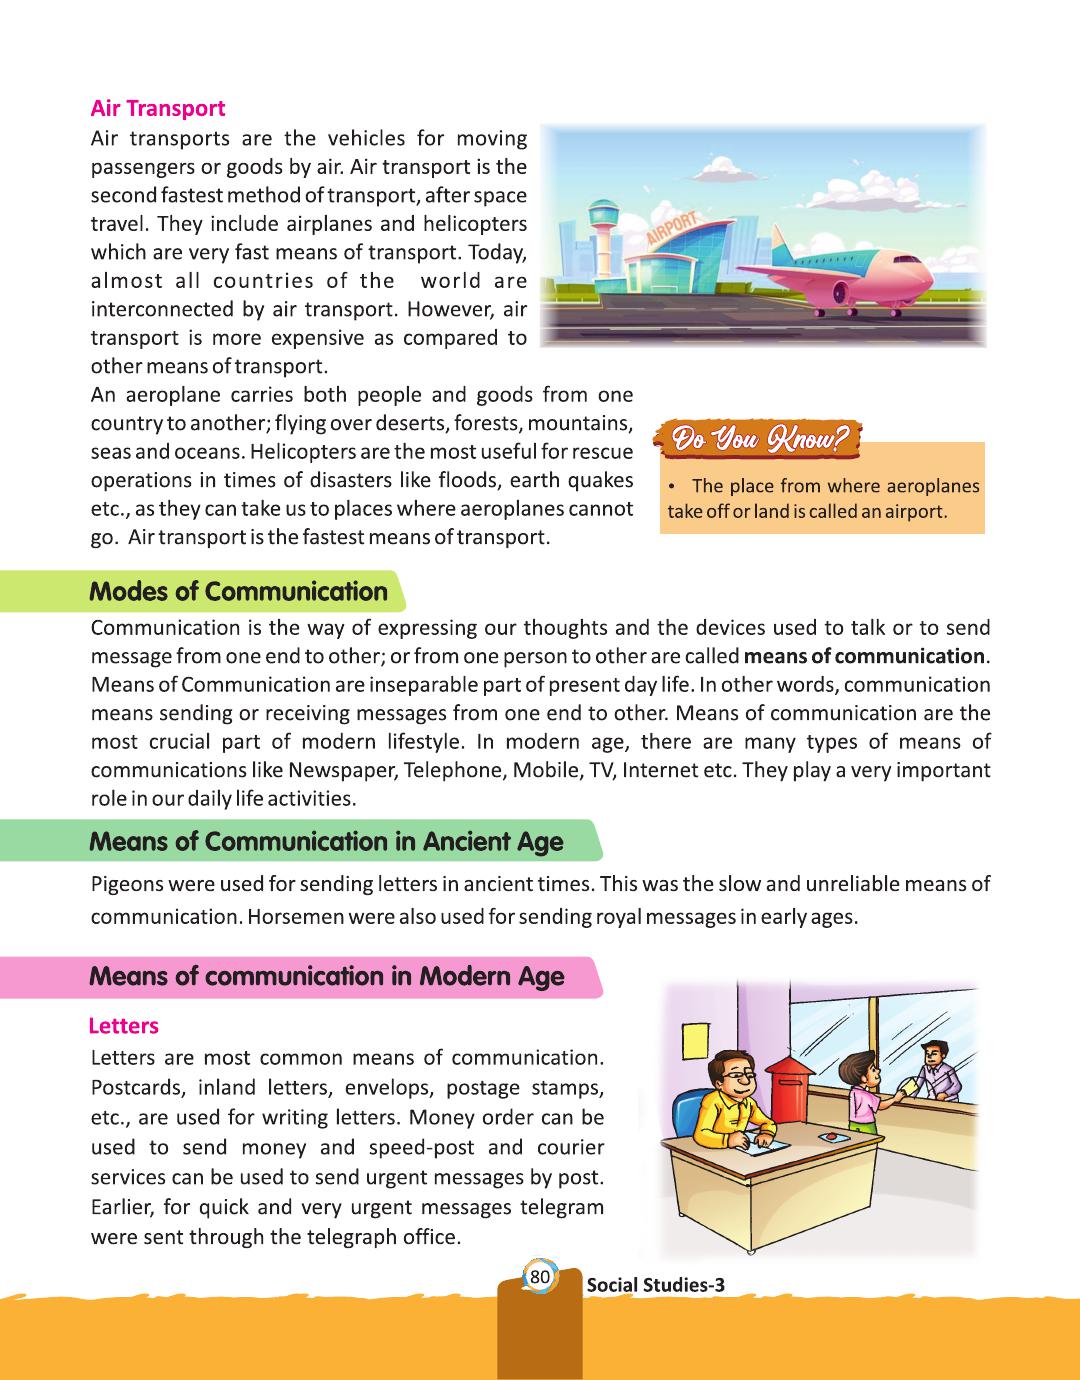 Air Transport
Air transports are the vehicles for moving
passengers or goods by air. Air transport is the
second fastest method of transport, after space
travel. They include airplanes and helicopters
which are very fast means of transport. Today,
almost all countries of the world are
interconnected by air transport. However, air
transport is more expensive as compared to
other means of transport.
AIRPORT
An aeroplane carries both people and goods from one
country to another; flying over deserts, forests, mountains,
seas and oceans. Helicopters are the most useful for rescue
operations in times of disasters like floods, earth quakes
etc., as they can take us to places where aeroplanes cannot
go. Air transport is the fastest means of transport.
Do You Know?
• The place from where aeroplanes
take off or land is called an airport.
Modes of Communication
Communication is the way of expressing our thoughts and the devices used to talk or to send
message from one end to other; or from one person to other are called means of communication.
Means of Communication are inseparable part of present day life. In other words, communication
means sending or receiving messages from one end to other. Means of communication are the
most crucial part of modern lifestyle. In modern age, there are many types of means of
communications like Newspaper, Telephone, Mobile, TV, Internet etc. They play a very important
role in our daily life activities.
Means of Communication in Ancient Age
Pigeons were used for sending letters in ancient times. This was the slow and unreliable means of
communication. Horsemen were also used for sending royal messages in early ages.
Means of communication in Modern Age
Letters
Letters are most common means of communication.
Postcards, inland letters, envelops, postage stamps,
etc., are used for writing letters. Money order can be
used to send money and speed-post and courier
services can be used to send urgent messages by post.
Earlier, for quick and very urgent messages telegram
were sent through the telegraph office.
80
Social Studies-3